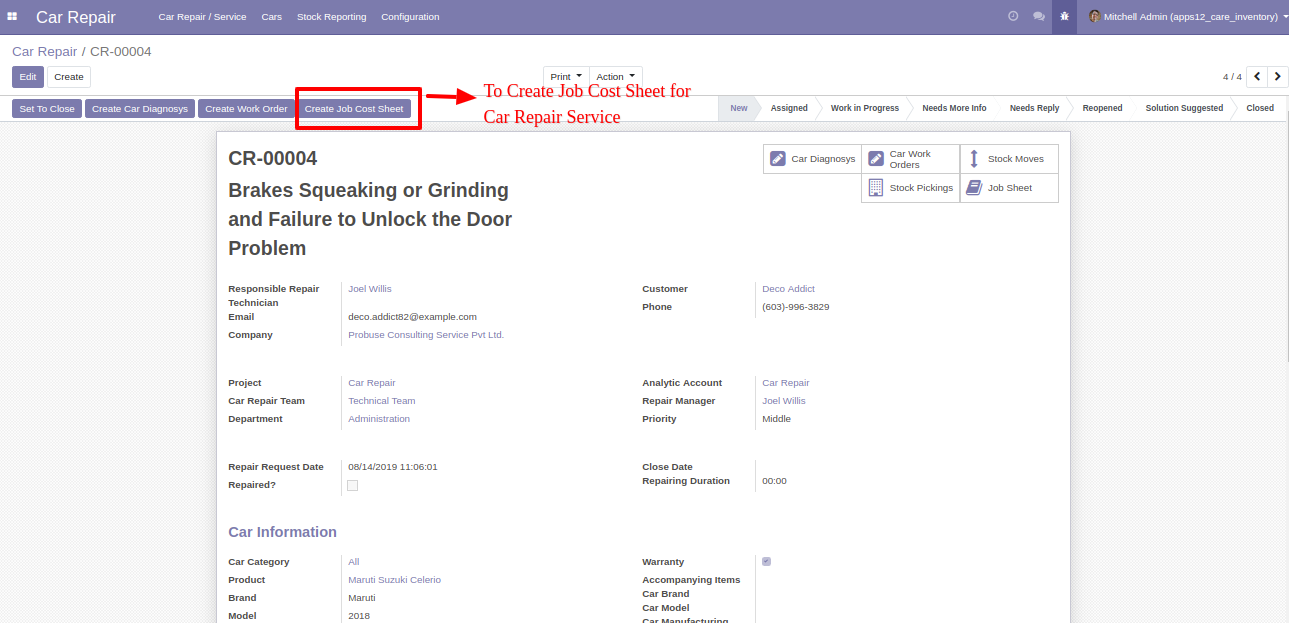 Car Repair Car Repair / Service Cars Stock Reporting Configuration Mitchell Admin (apps12_care_inventory)
Car Repair / CR-00004
Edit Create Print Action 4 / 4
To Create Job Cost Sheet for
Car Repair Service
Set To Close Create Car Diagnosys Create Work Order Create Job Cost Sheet New Assigned Work in Progress Needs More Info Needs Reply Reopened Solution Suggested Closed
CR-00004
Car Diagnosys Car Work Orders Stock Moves
Stock Pickings Job Sheet
Brakes Squeaking or Grinding
and Failure to Unlock the Door
Problem
Responsible Repair Technician Joel Willis
Customer Deco Addict
Phone (603)-996-3829
Email deco.addict82@example.com
Company Probuse Consulting Service Pvt Ltd.
Project Car Repair Analytic Account Car Repair
Car Repair Team Technical Team Repair Manager Joel Willis
Department Administration Priority Middle
Repair Request Date 08/14/2019 11:06:01 Close Date
Repaired? Repairing Duration 00:00
Car Information
Car Category All Warranty
Product Maruti Suzuki Celerio Accompanying Items
Brand Maruti Car Brand
Car Model
Model 2018 Car Manufacturing